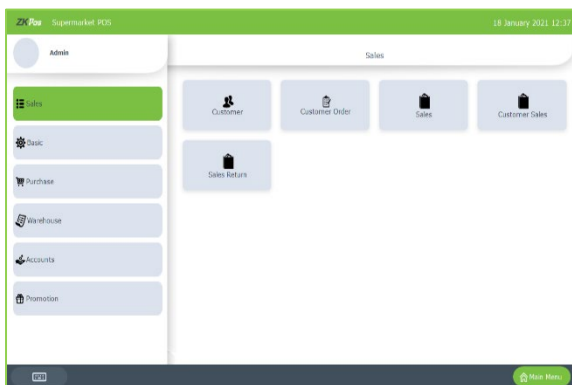 ZKPos Supermarket POS 18 January 2021 12:37
Admin
Sales
Sales
Basic
Purchase
Warehouse
Accounts
Promotion
Customer
Customer Order
Sales
Customer Sales
Sales Return
Main Menu